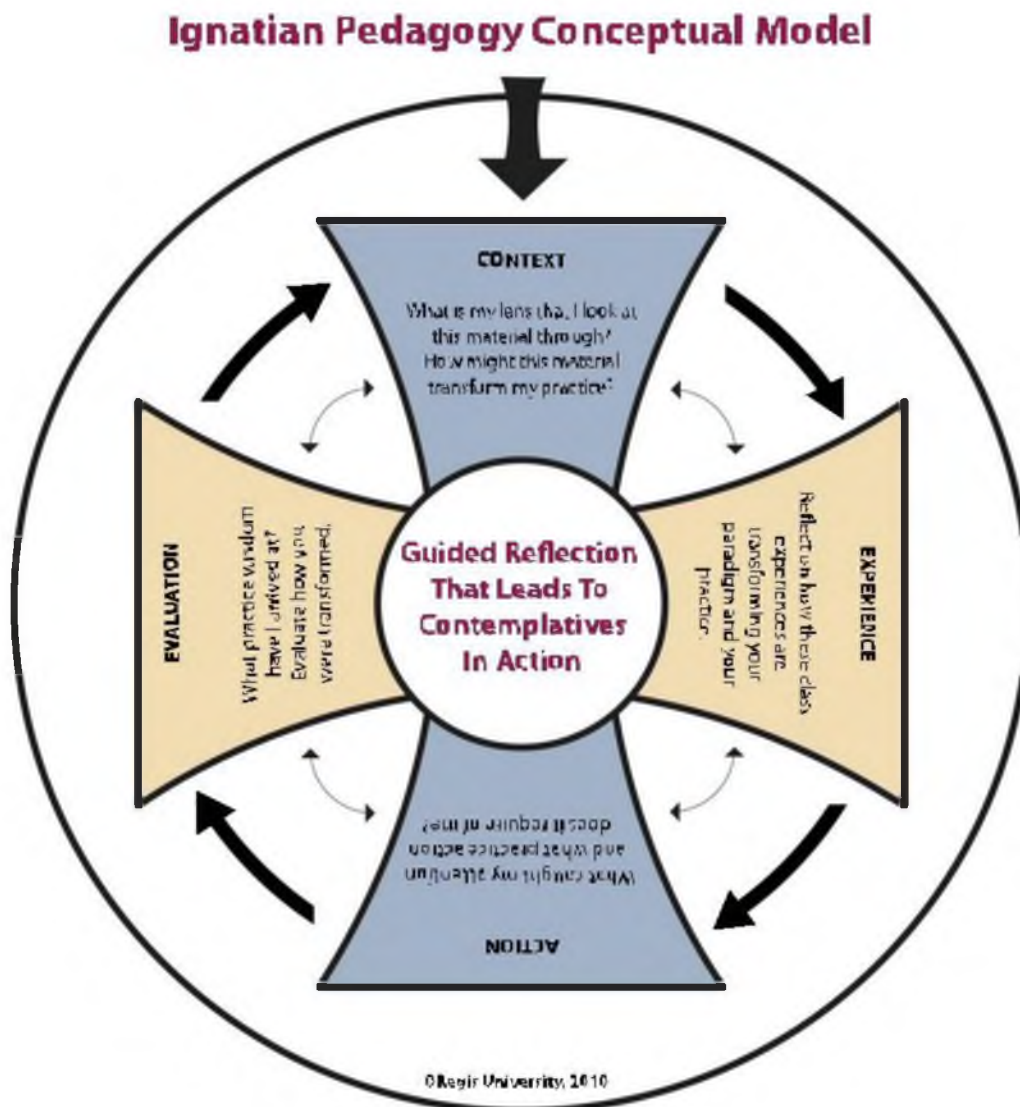 Ignatian Pedagogy Conceptual Model
CONTEXT
What is my lens that I look at
this material through?
How might this material
transform my practice?
EXPERIENCE
Reflect on how these class
experiences are
transforming your
paradigm and your
practice.
ACTION
What caught my attention
and what practice action
does it require of me?
EVALUATION
What practice wisdom
have I arrived at?
Evaluate how you
were transformed.
Guided Reflection
That Leads To
Contemplatives
In Action
©Regis University, 2010